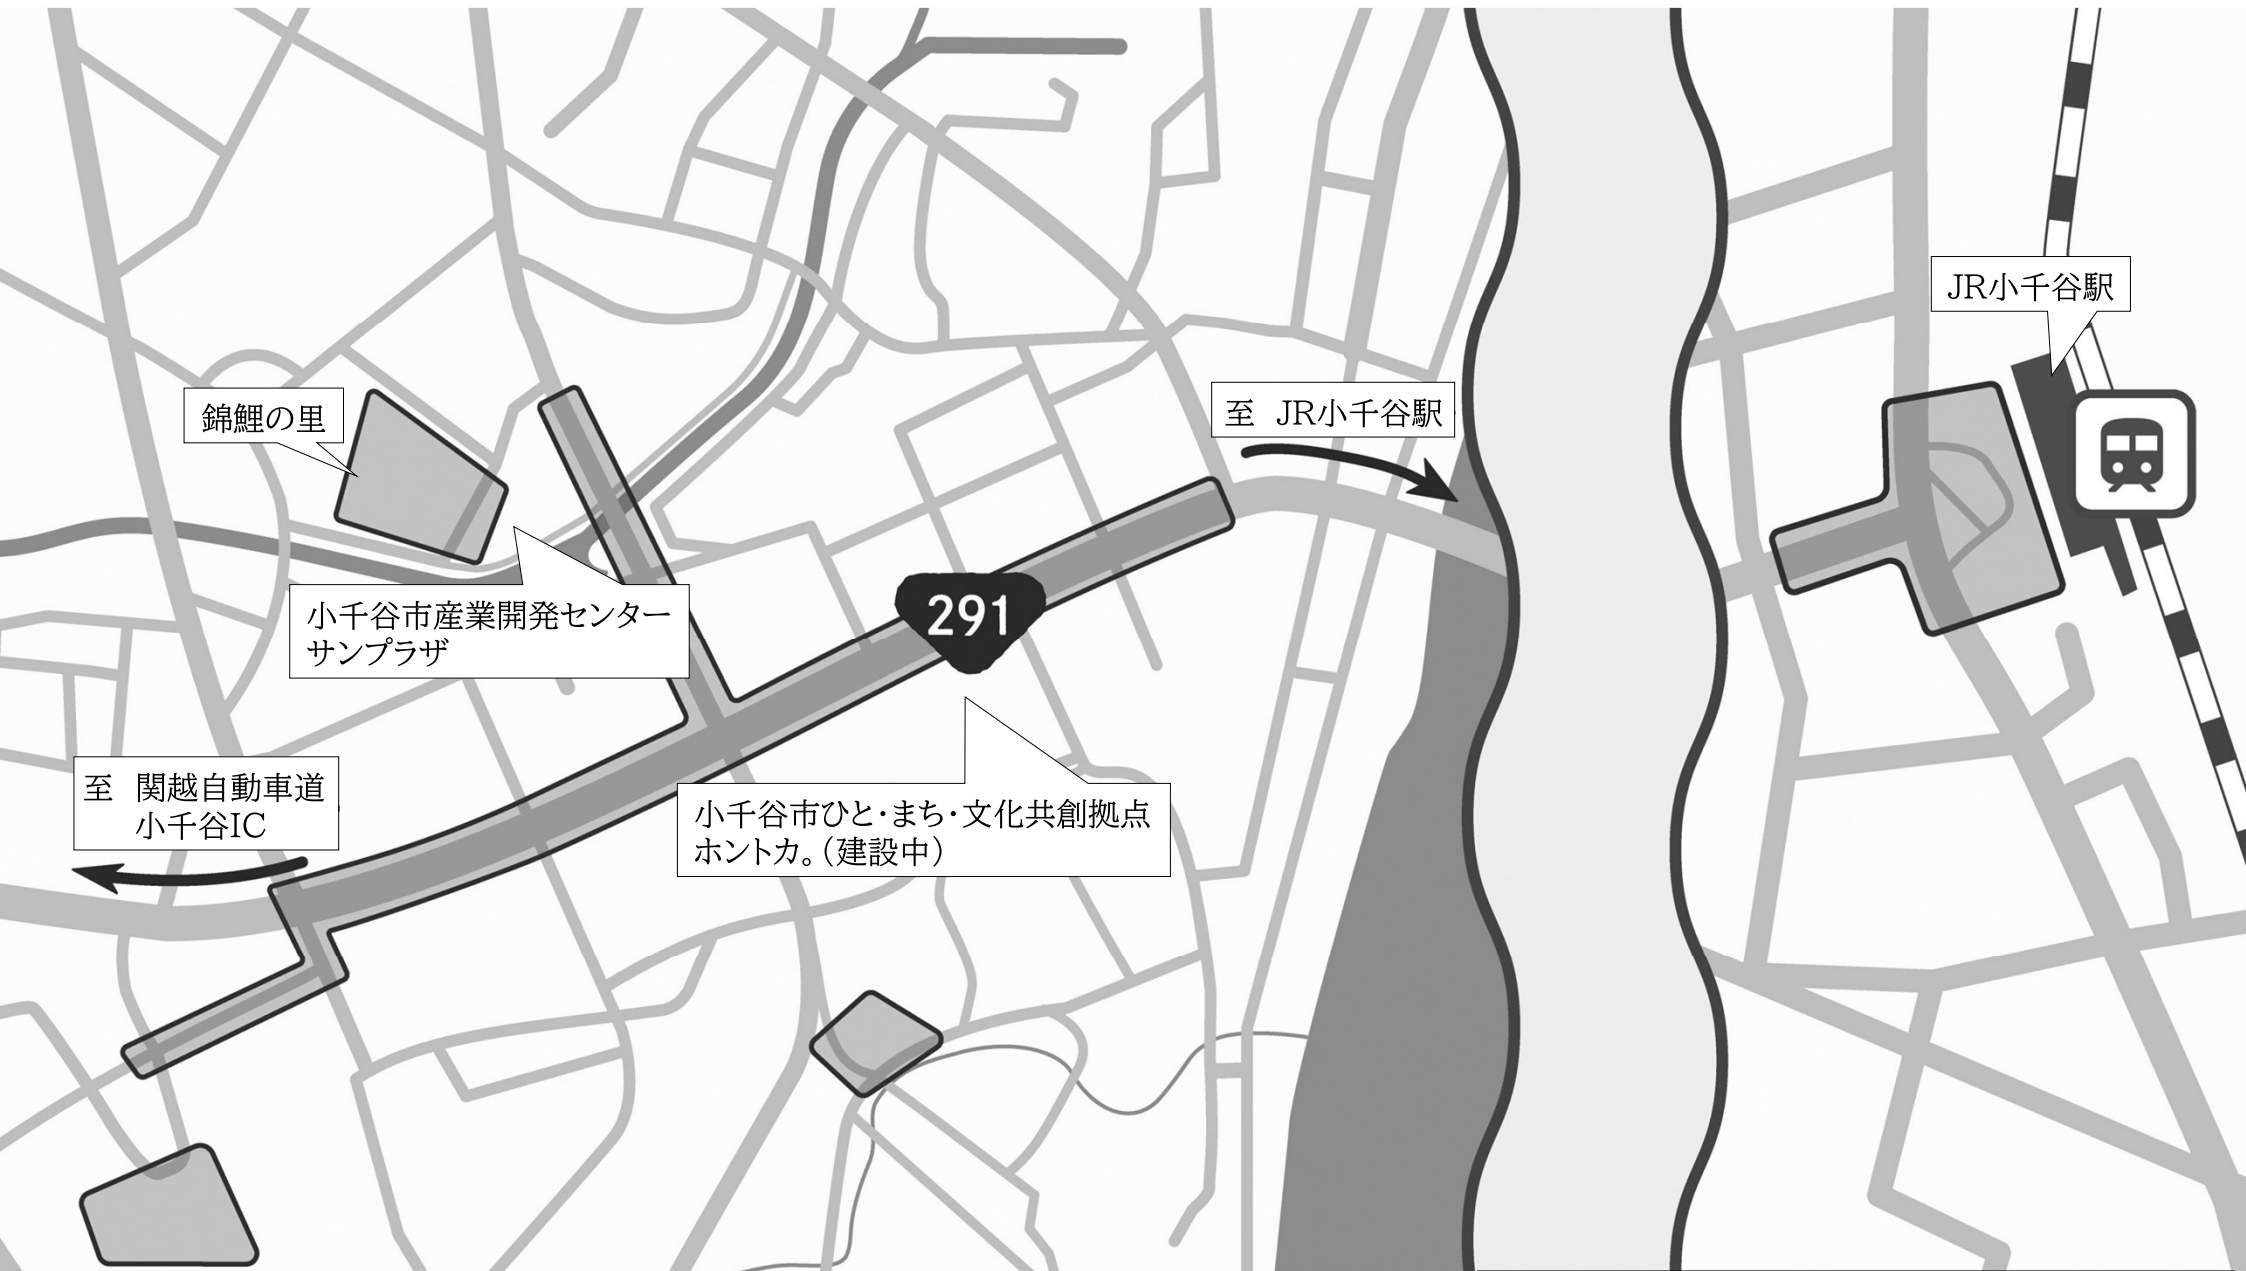 JR小千谷駅
至 JR小千谷駅
錦鯉の里
291
小千谷市産業開発センター
サンプラザ
至 関越自動車道
小千谷IC
小千谷市ひと・まち・文化共創拠点
ホントカ。（建設中）